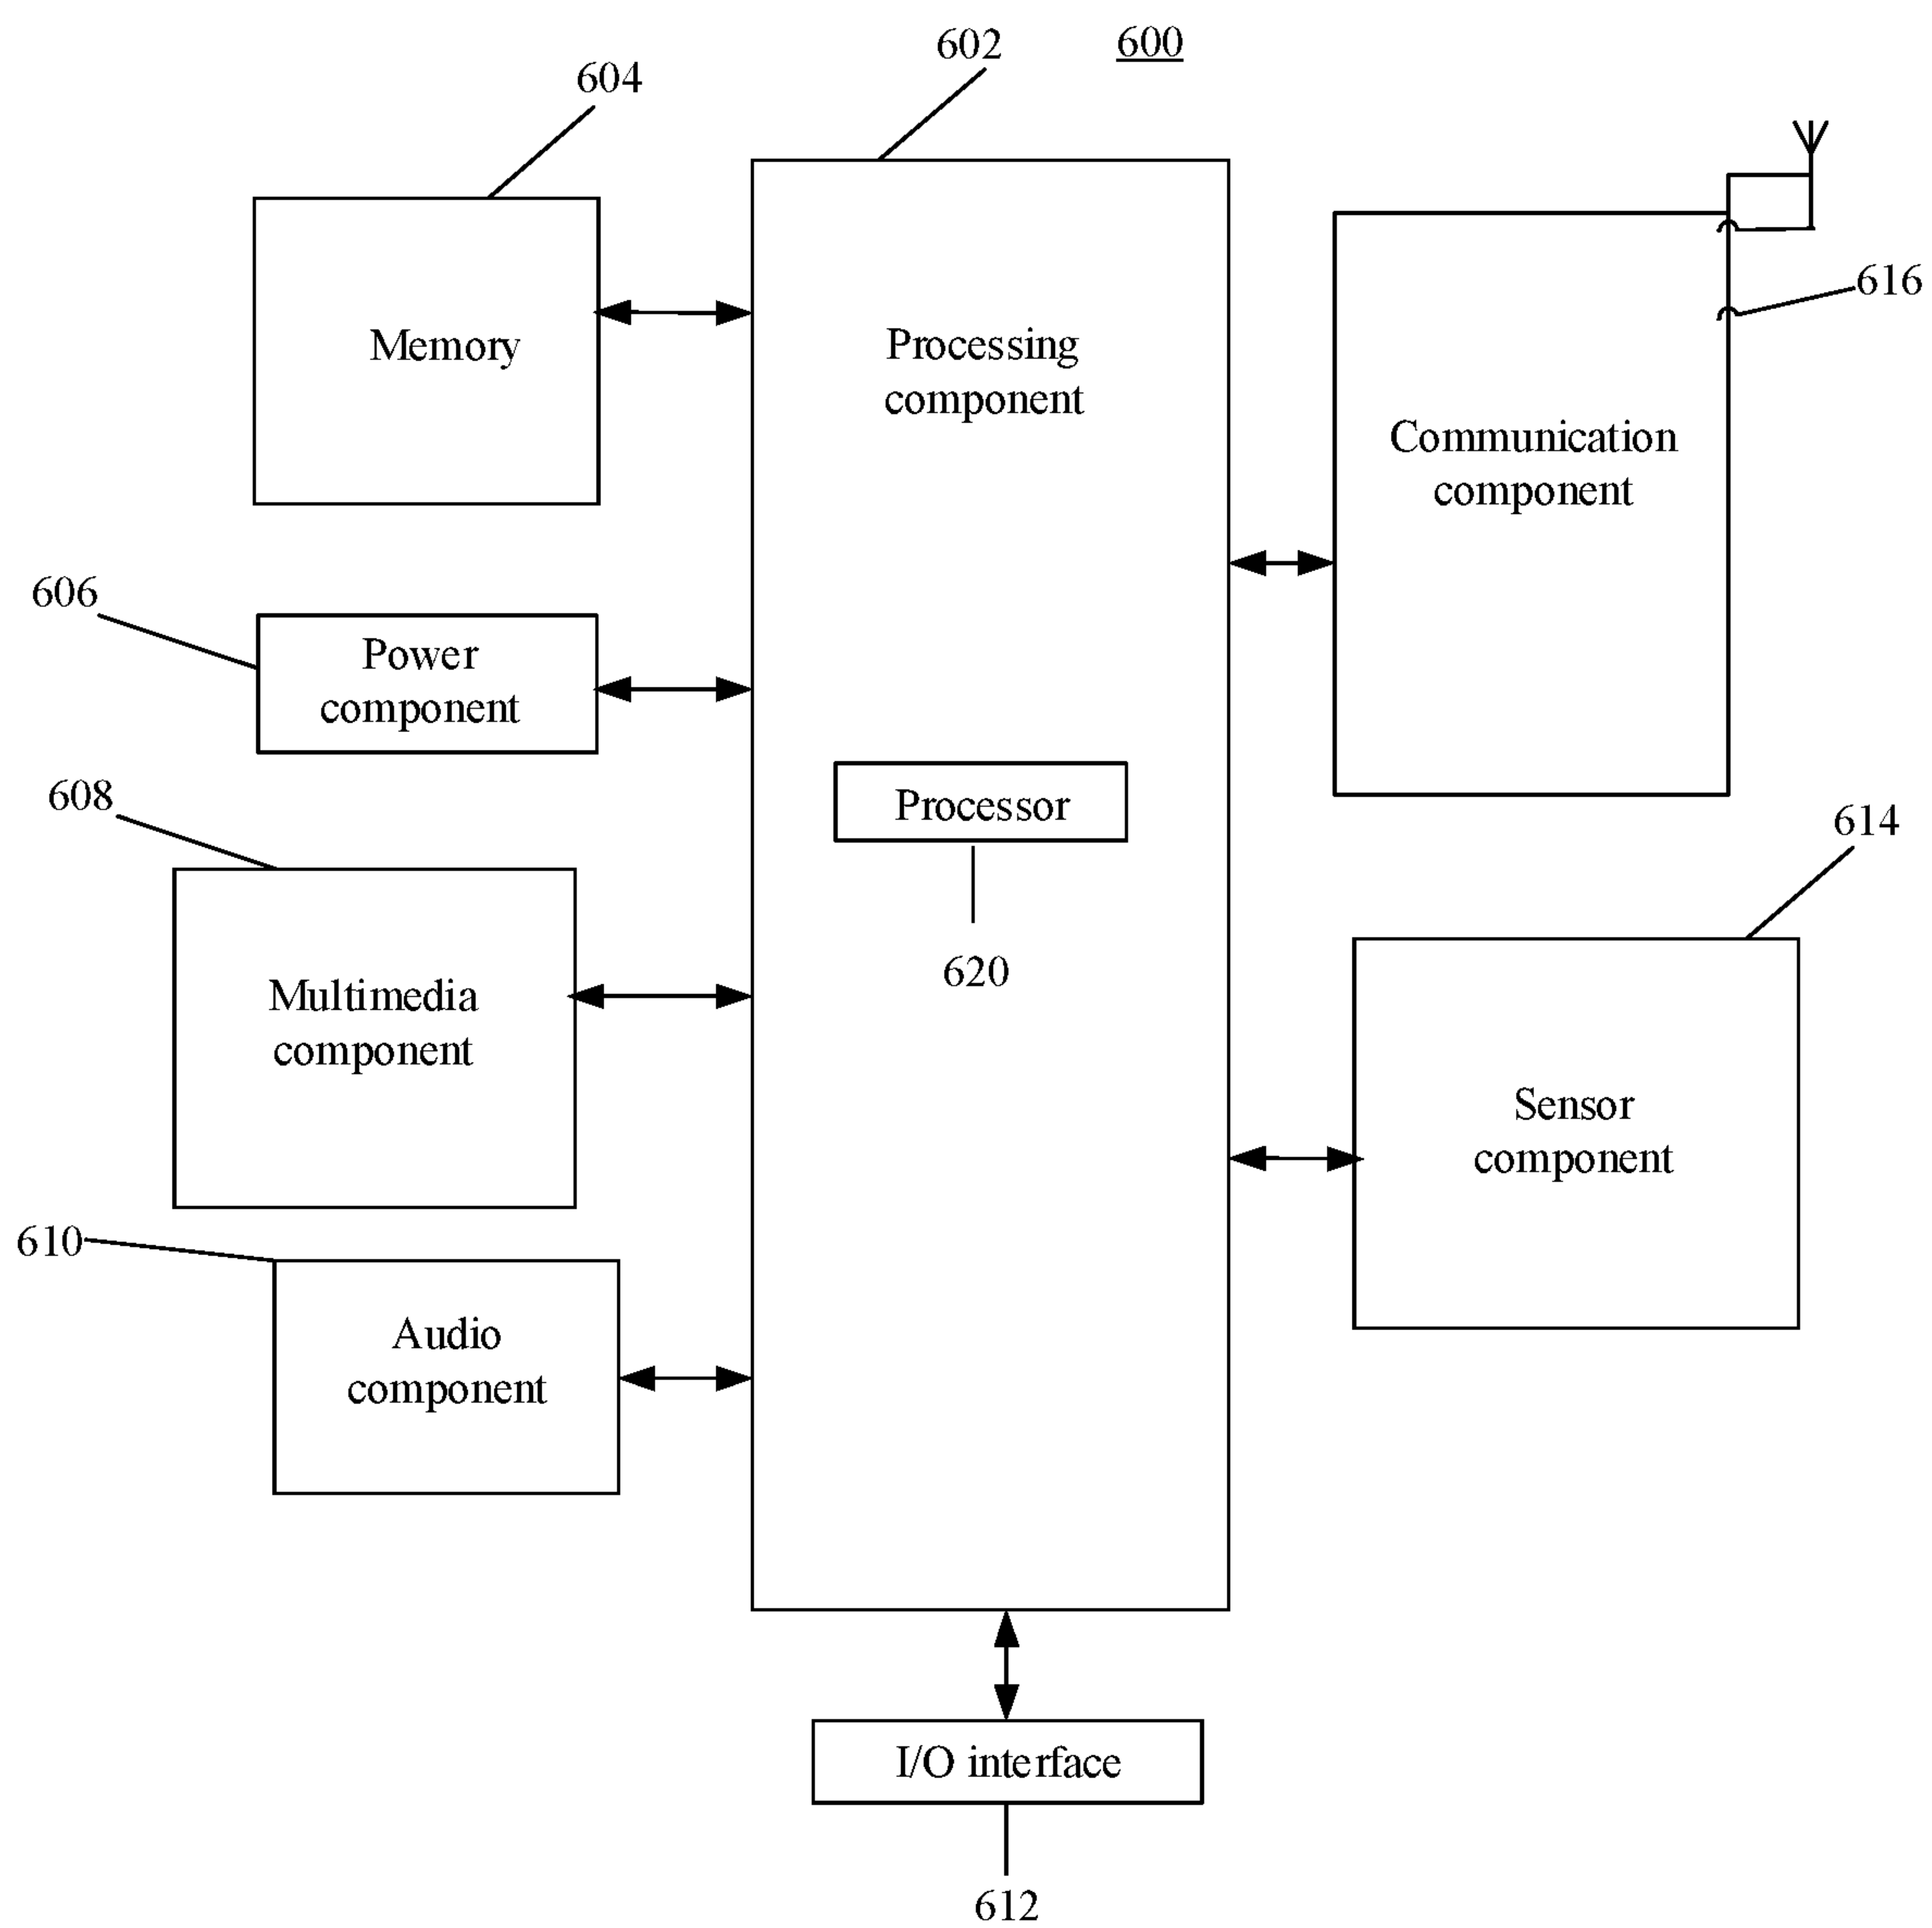 602
600
604
616
Memory
Processing
component
Communication
component
606
Power
component
608
Processor
614
620
Multimedia
component
Sensor
component
610
Audio
component
I/O interface
612